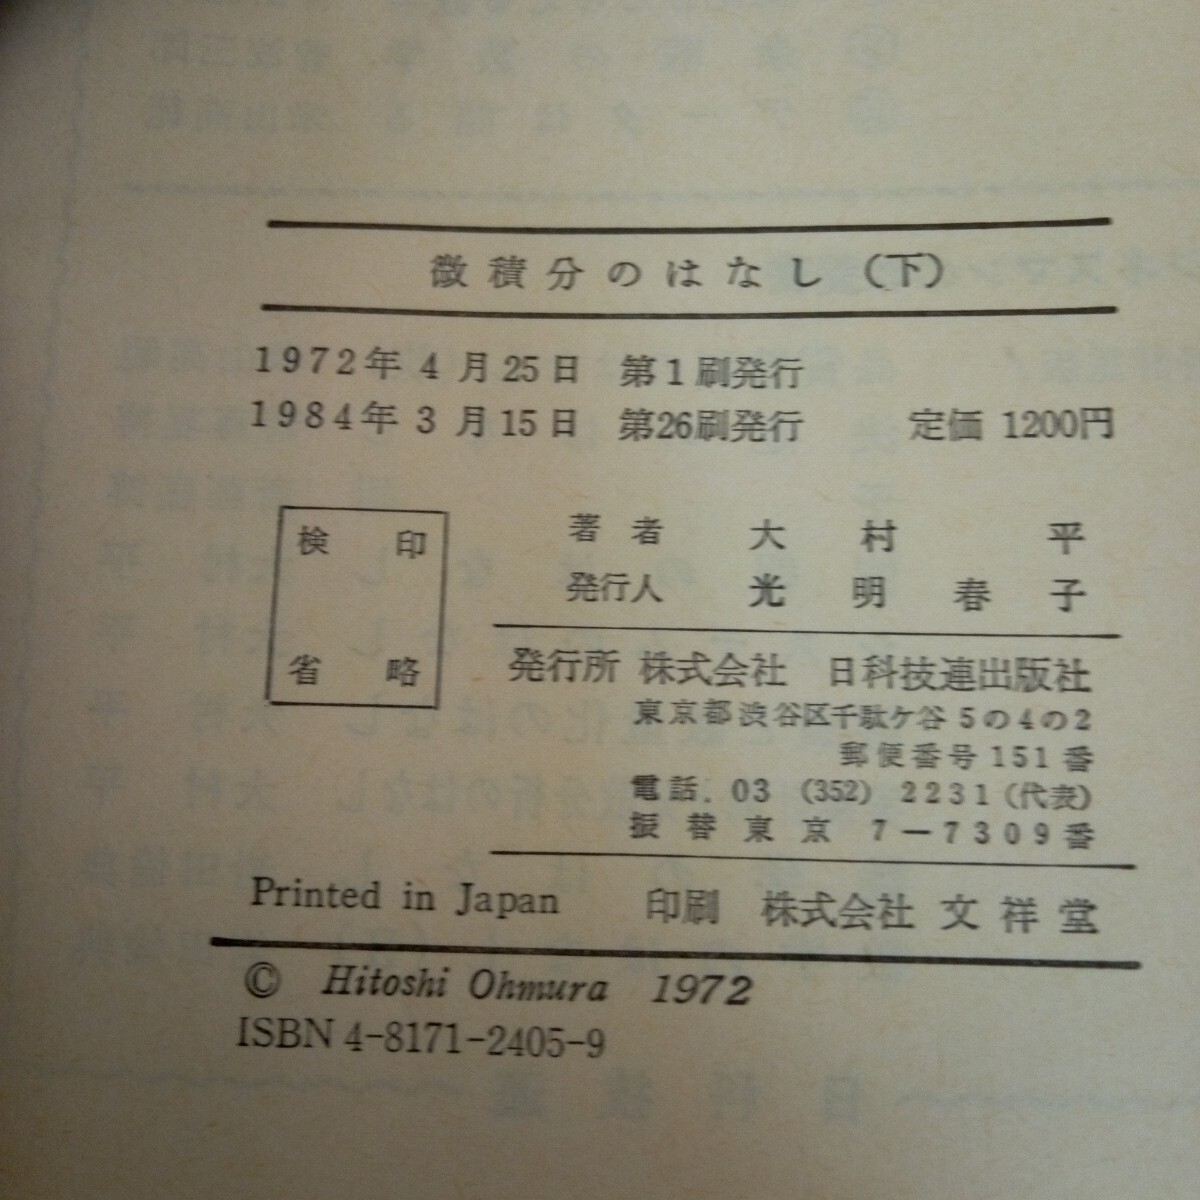 微積分のはなし（下）
1972年 4 月25日 第1刷発行
1984年 3 月15日 第26刷発行 定価 1200円
検 印
省 略
著 者 大 村 平
発行人 光 明 春 子
発行所 株式会社 日科技連出版社
東京都渋谷区千駄ケ谷5の4の2
郵便番号151番
電話. 03 (352) 2231(代表)
振替東京 7－7309番
Printed in Japan 印刷 株式会社 文祥堂
© Hitoshi Ohmura 1972
ISBN 4-8171-2405-9